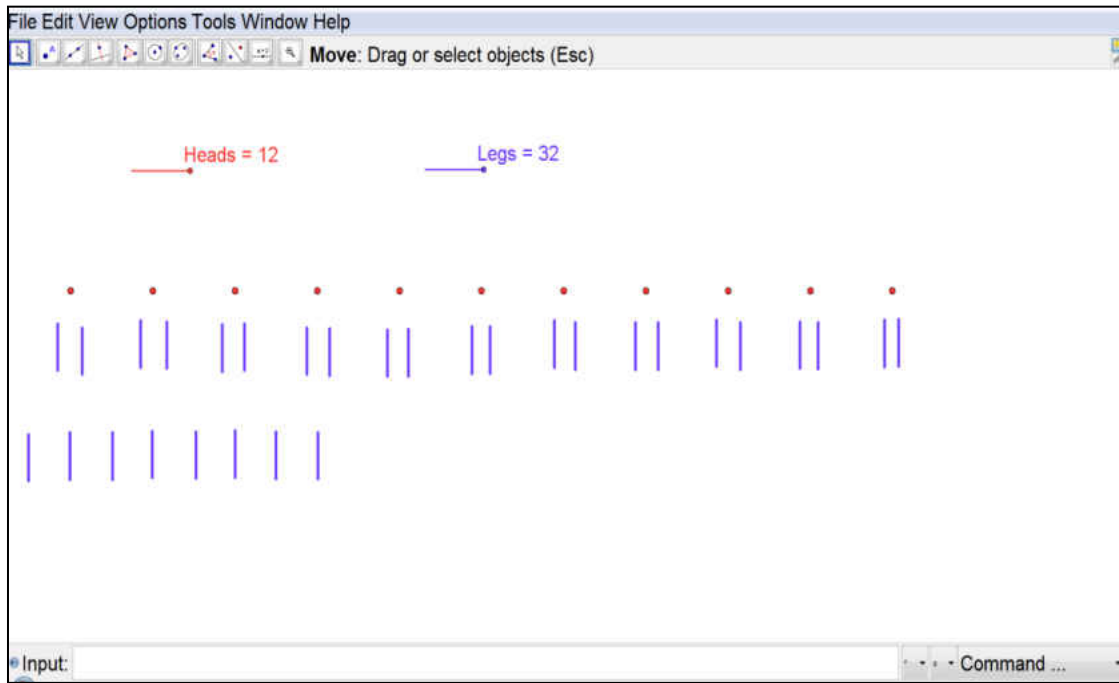 File Edit View Options Tools Window Help
Move: Drag or select objects (Esc)
Heads = 12
Legs = 32
Input:
Command ...